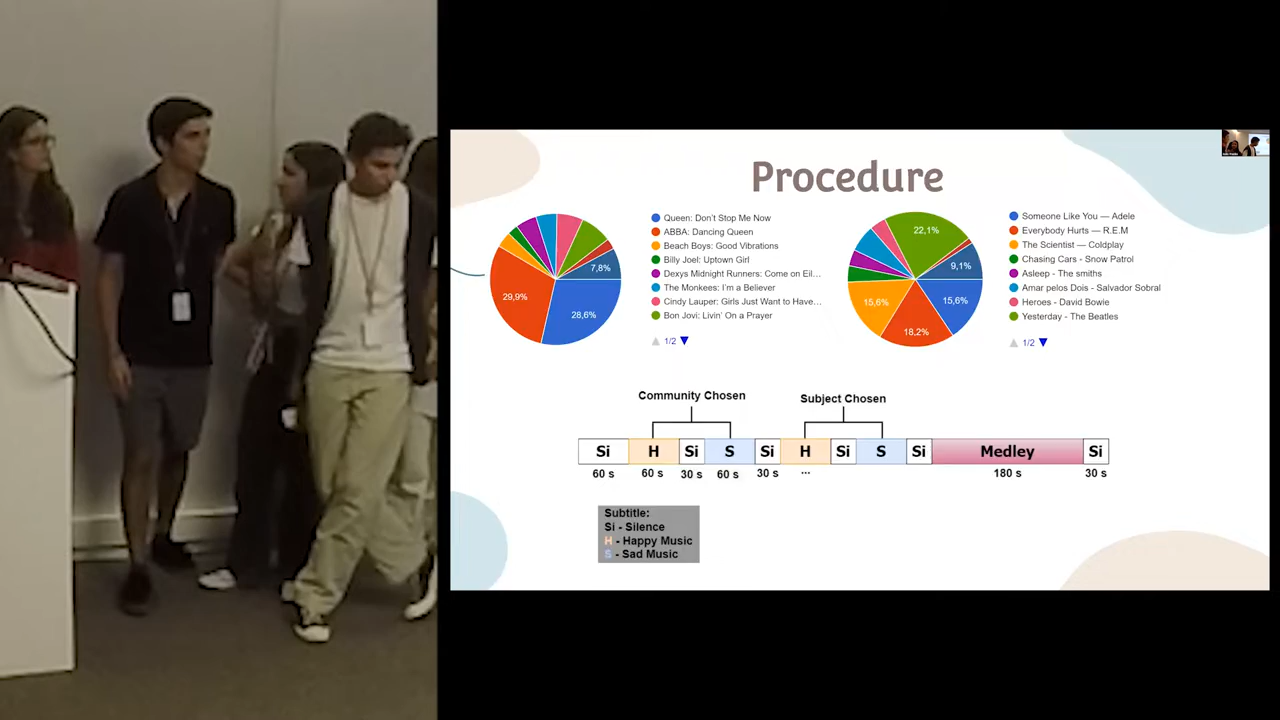 Procedure
Queen: Don't Stop Me Now
ABBA: Dancing Queen
Beach Boys: Good Vibrations
Billy Joel: Uptown Girl
Dexys Midnight Runners: Come on Eil...
The Monkees: I'm a Believer
Cindy Lauper: Girls Just Want to Have...
Bon Jovi: Livin' On a Prayer
1/2
7,8%
29,9%
28,6%
Someone Like You — Adele
Everybody Hurts — R.E.M
The Scientist — Coldplay
Chasing Cars - Snow Patrol
Asleep - The smiths
Amar pelos Dois - Salvador Sobral
Heroes - David Bowie
Yesterday - The Beatles
1/2
22,1%
9,1%
15,6%
15,6%
18,2%
Community Chosen
Subject Chosen
Si H Si S Si H Si S Si Medley Si
60 s 60 s 30 s 60 s 30 s ... 180 s 30 s
Subtitle:
Si - Silence
H - Happy Music
S - Sad Music